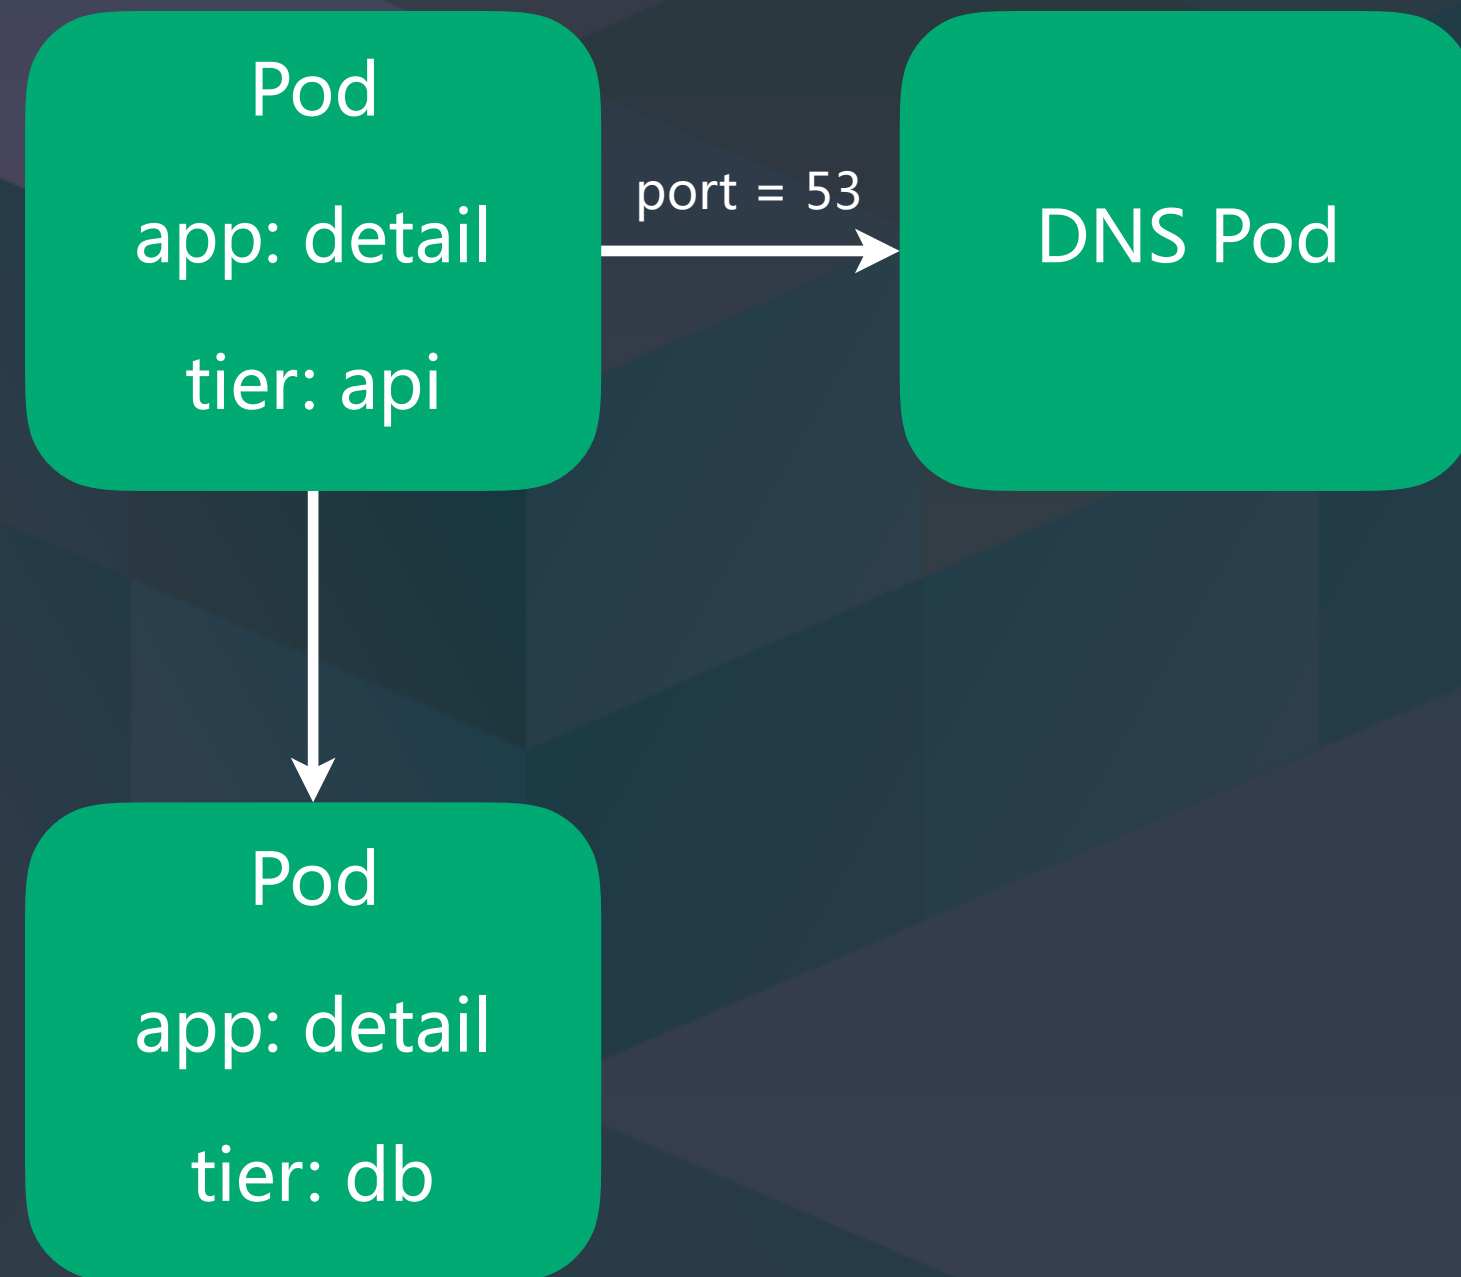 Pod
app: detail
tier: api
port = 53
DNS Pod
Pod
app: detail
tier: db